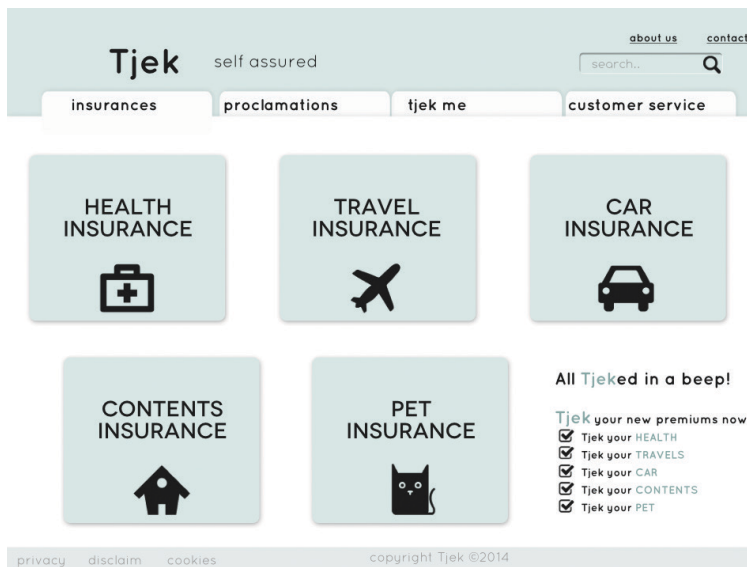 about us contact
Tjek self assured
search..
insurances proclamations tjek me customer service
HEALTH
INSURANCE
TRAVEL
INSURANCE
CAR
INSURANCE
CONTENTS
INSURANCE
PET
INSURANCE
All Tjeked in a beep!
Tjek your new premiums now
Tjek your HEALTH
Tjek your TRAVELS
Tjek your CAR
Tjek your CONTENTS
Tjek your PET
privacy disclaim cookies copyright Tjek ©2014